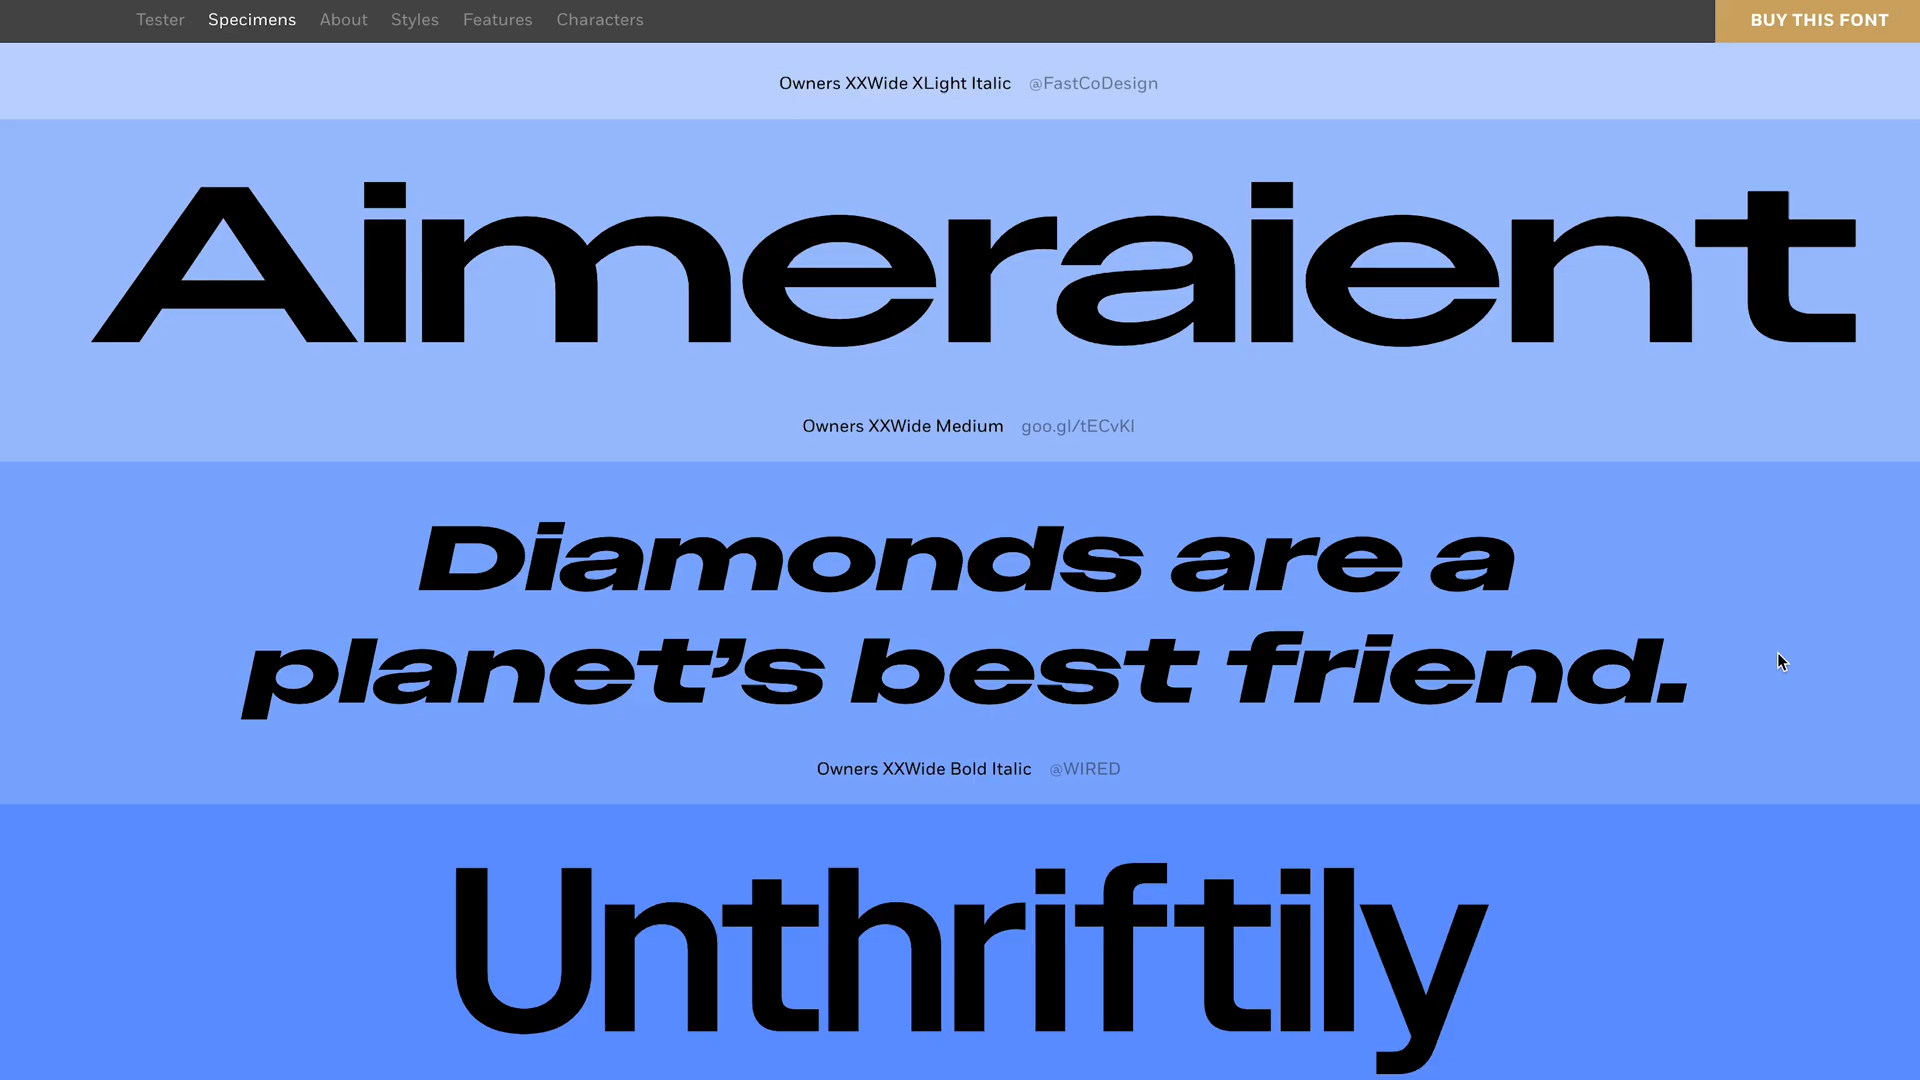 Tester Specimens About Styles Features Characters BUY THIS FONT
Owners XXWide XLight Italic @FastCoDesign
Aimeraient
Owners XXWide Medium goo.gl/tECvKI
Diamonds are a
planet’s best friend.
Owners XXWide Bold Italic @WIRED
Unthriftily